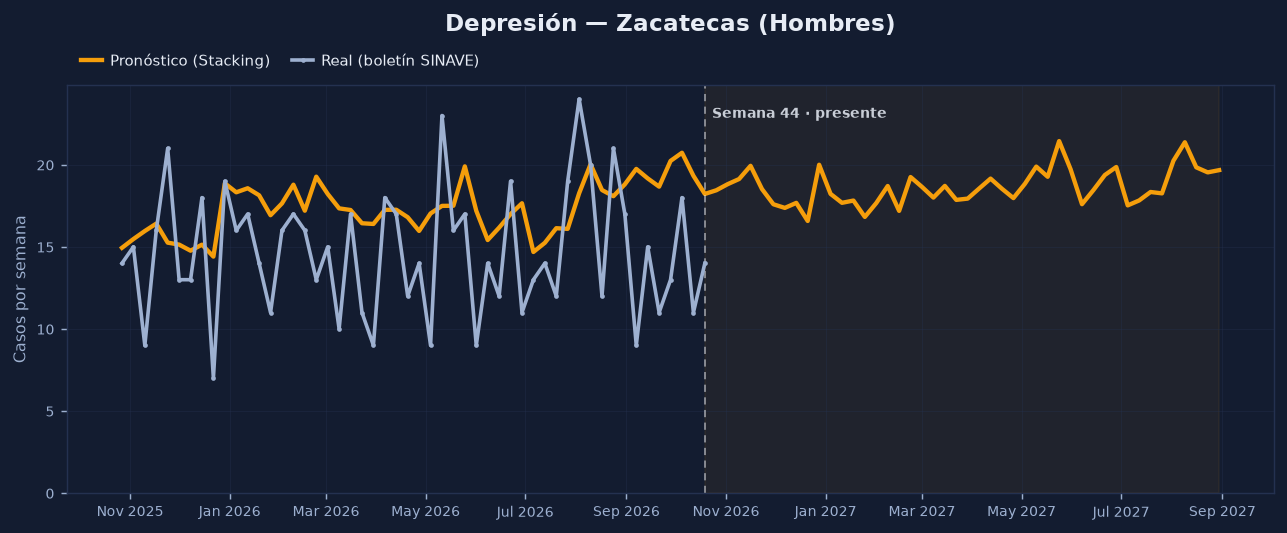 Depresión — Zacatecas (Hombres)
Pronóstico (Stacking)
Real (boletín SINAVE)
Semana 44 · presente
Casos por semana
20
15
10
5
0
Nov 2025
Jan 2026
Mar 2026
May 2026
Jul 2026
Sep 2026
Nov 2026
Jan 2027
Mar 2027
May 2027
Jul 2027
Sep 2027